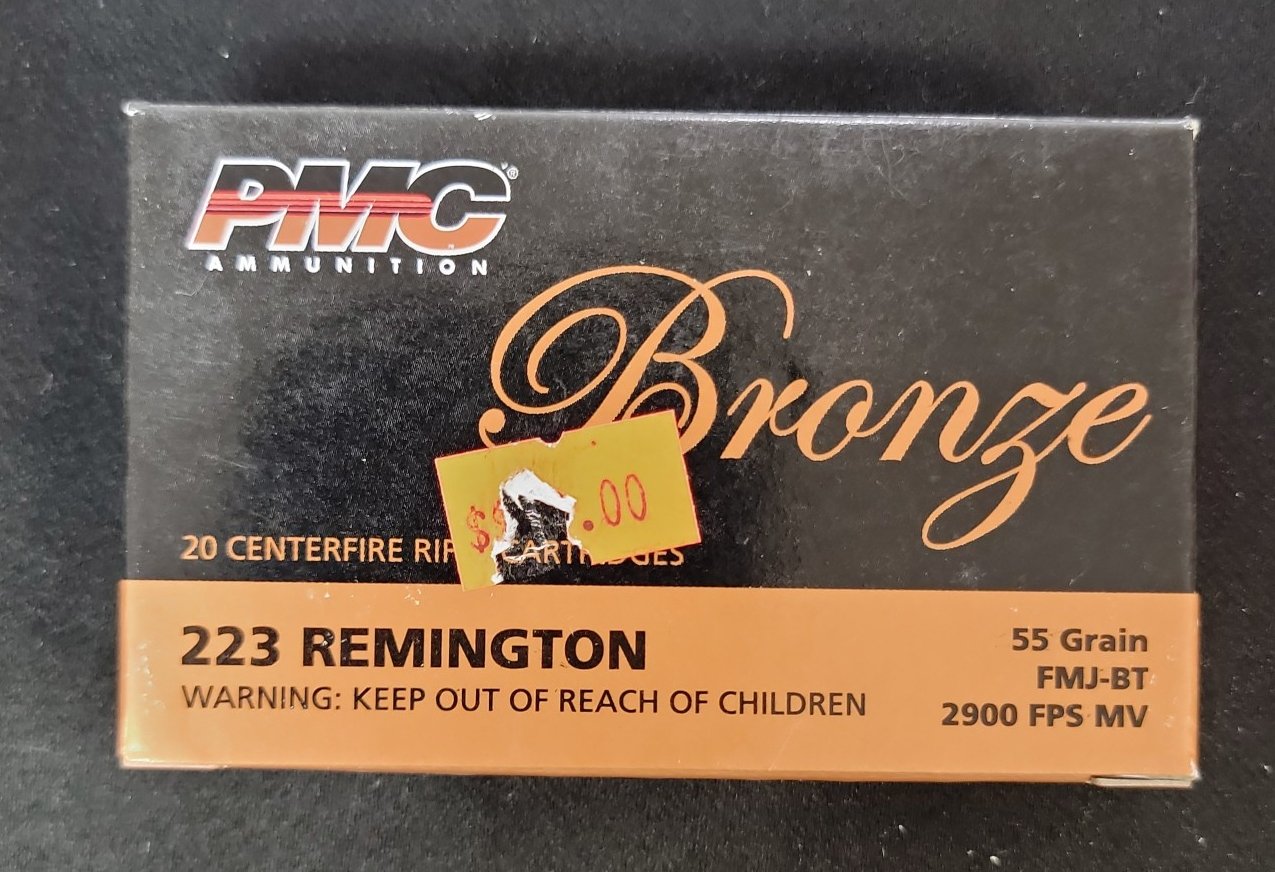 PMC®
AMMUNITION
Bronze
$ .00
20 CENTERFIRE CARTRIDGES
223 REMINGTON
WARNING: KEEP OUT OF REACH OF CHILDREN
55 Grain
FMJ-BT
2900 FPS MV